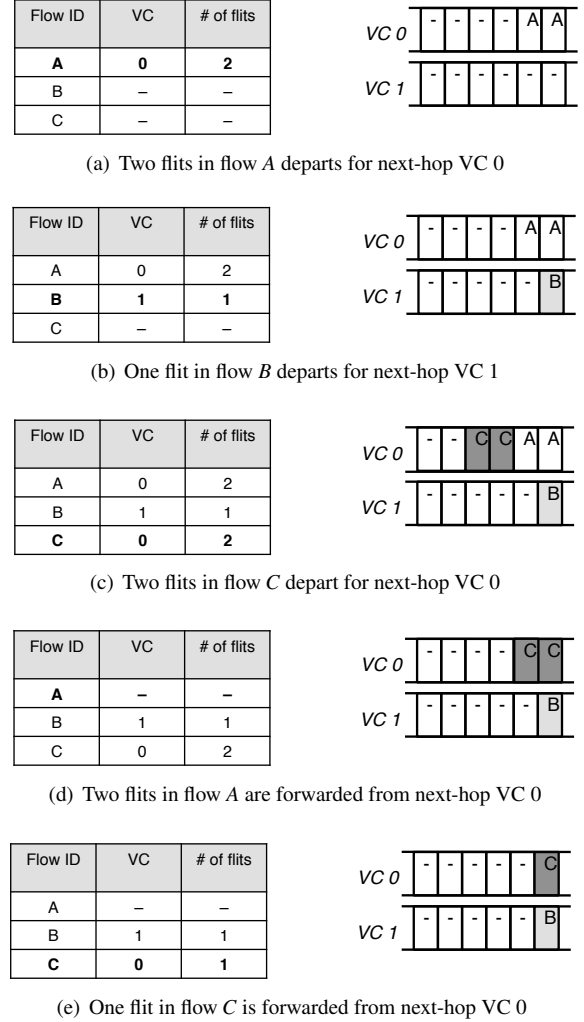 Flow ID VC # of flits
A 0 2
B – –
C – –
VC 0 - - - - A A
VC 1 - - - - - -
(a) Two flits in flow A departs for next-hop VC 0
Flow ID VC # of flits
A 0 2
B 1 1
C – –
VC 0 - - - - A A
VC 1 - - - - - B
(b) One flit in flow B departs for next-hop VC 1
Flow ID VC # of flits
A 0 2
B 1 1
C 0 2
VC 0 - - C C A A
VC 1 - - - - - B
(c) Two flits in flow C depart for next-hop VC 0
Flow ID VC # of flits
A – –
B 1 1
C 0 2
VC 0 - - - - C C
VC 1 - - - - - B
(d) Two flits in flow A are forwarded from next-hop VC 0
Flow ID VC # of flits
A – –
B 1 1
C 0 1
VC 0 - - - - - C
VC 1 - - - - - B
(e) One flit in flow C is forwarded from next-hop VC 0